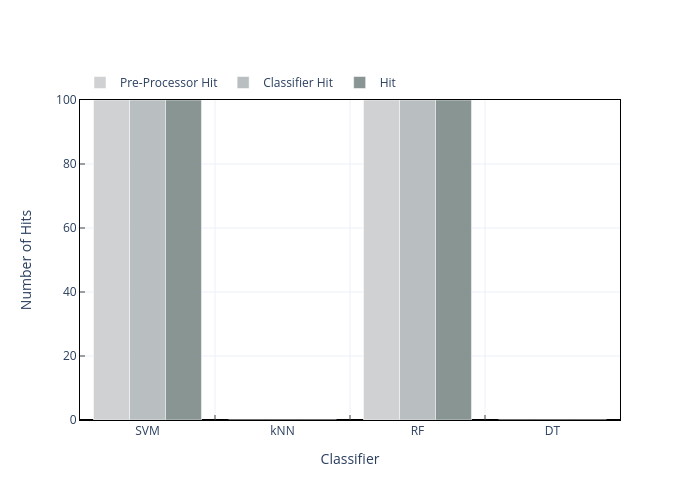 Pre-Processor Hit Classifier Hit Hit
100
80
60
40
20
0
Number of Hits
SVM kNN RF DT
Classifier